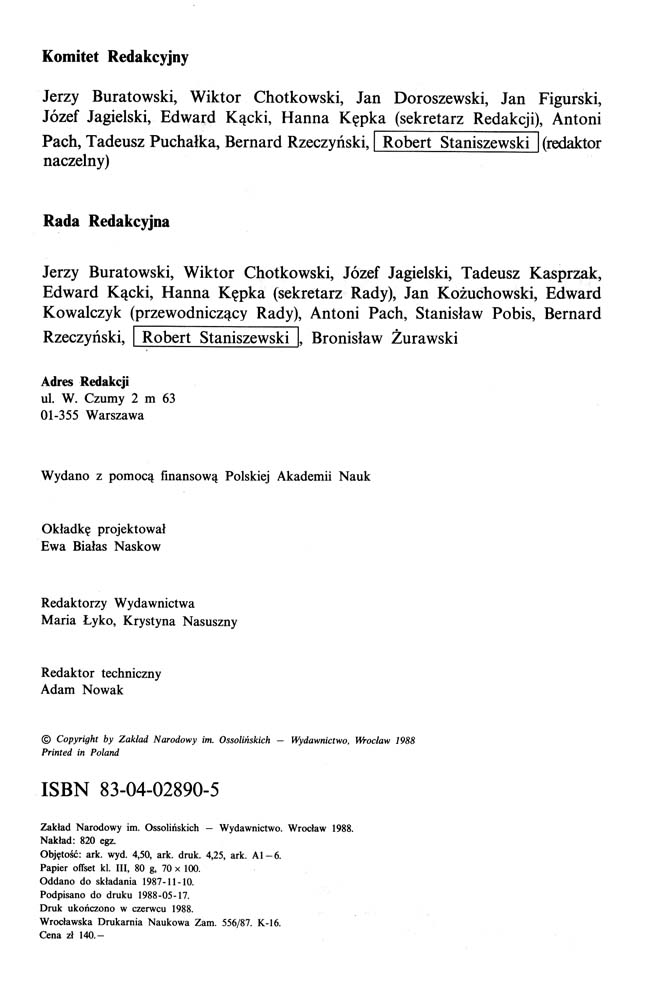 Komitet Redakcyjny
Jerzy Buratowski, Wiktor Chotkowski, Jan Doroszewski, Jan Figurski,
Józef Jagielski, Edward Kącki, Hanna Kępka (sekretarz Redakcji), Antoni
Pach, Tadeusz Puchałka, Bernard Rzeczyński, Robert Staniszewski (redaktor
naczelny)
Rada Redakcyjna
Jerzy Buratowski, Wiktor Chotkowski, Józef Jagielski, Tadeusz Kasprzak,
Edward Kącki, Hanna Kępka (sekretarz Rady), Jan Kożuchowski, Edward
Kowalczyk (przewodniczący Rady), Antoni Pach, Stanisław Pobis, Bernard
Rzeczyński, Robert Staniszewski, Bronisław Żurawski
Adres Redakcji
ul. W. Czumy 2 m 63
01-355 Warszawa
Wydano z pomocą finansową Polskiej Akademii Nauk
Okładkę projektował
Ewa Białas Naskow
Redaktorzy Wydawnictwa
Maria Łyko, Krystyna Nasuszny
Redaktor techniczny
Adam Nowak
© Copyright by Zakład Narodowy im. Ossolińskich — Wydawnictwo, Wrocław 1988
Printed in Poland
ISBN 83-04-02890-5
Zakład Narodowy im. Ossolińskich — Wydawnictwo. Wrocław 1988.
Nakład: 820 egz.
Objętość: ark. wyd. 4,50, ark. druk. 4,25, ark. A1—6.
Papier offset kl. III, 80 g, 70 × 100.
Oddano do składania 1987-11-10.
Podpisano do druku 1988-05-17.
Druk ukończono w czerwcu 1988.
Wrocławska Drukarnia Naukowa Zam. 556/87. K-16.
Cena zł 140.—